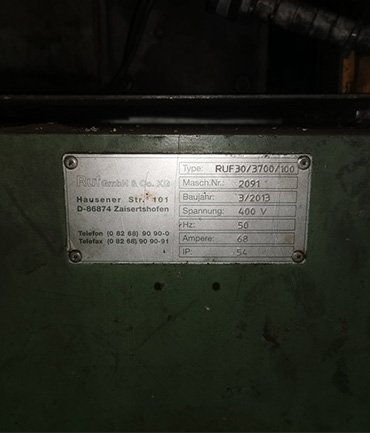 RUF GmbH & Co. KG
Hausener Str. 101
D-86874 Zaisertshofen
Telefon (0 82 68) 90 90-0
Telefax (0 82 68) 90 90-91
Type: RUF30/3700/100
Masch.Nr.: 2091
Baujahr: 3/2013
Spannung: 400 V
Hz: 50
Ampere: 68
IP: 54